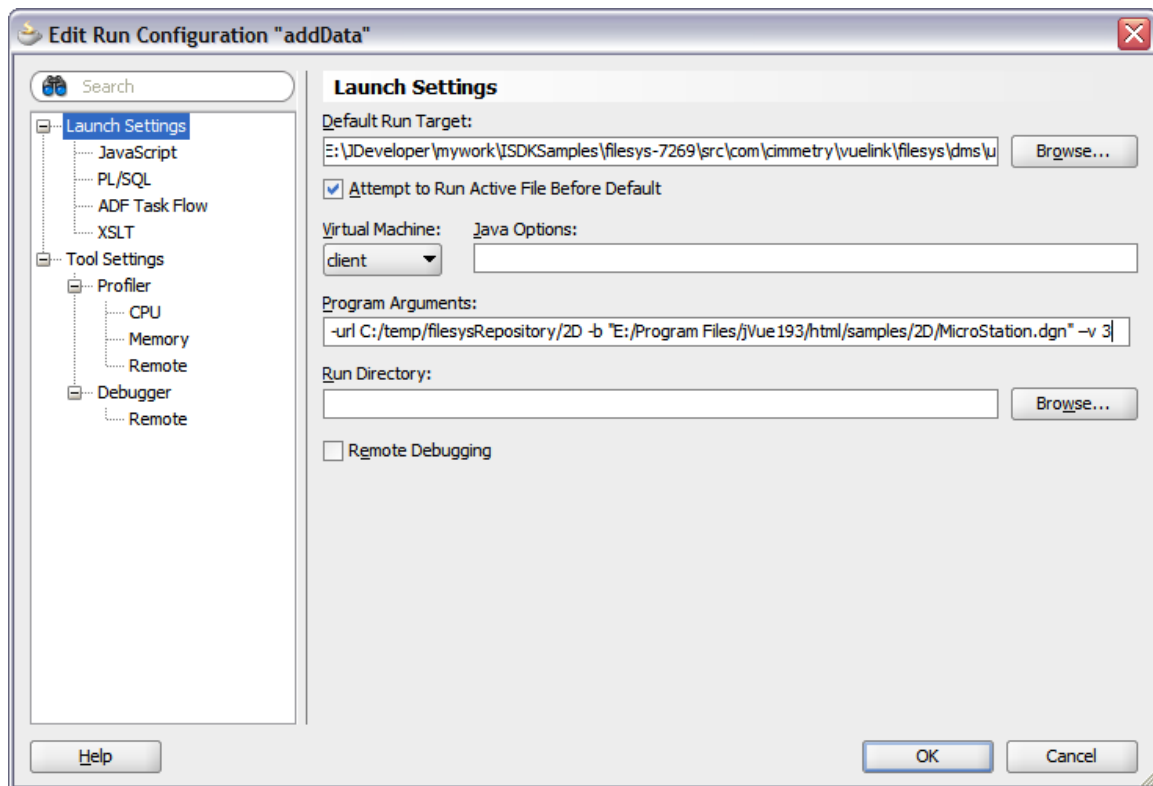 Edit Run Configuration "addData"
Search
Launch Settings
JavaScript
PL/SQL
ADF Task Flow
XSLT
Tool Settings
Profiler
CPU
Memory
Remote
Debugger
Remote
Launch Settings
Default Run Target:
E:\JDeveloper\mywork\ISDKSamples\filesys-7269\src\com\cimmetry\vuelink\filesys\dms\u
Browse...
Attempt to Run Active File Before Default
Virtual Machine: Java Options:
client
Program Arguments:
-url C:/temp/filesysRepository/2D -b "E:/Program Files/jVue193/html/samples/2D/MicroStation.dgn" –v 3
Run Directory:
Browse...
Remote Debugging
Help OK Cancel